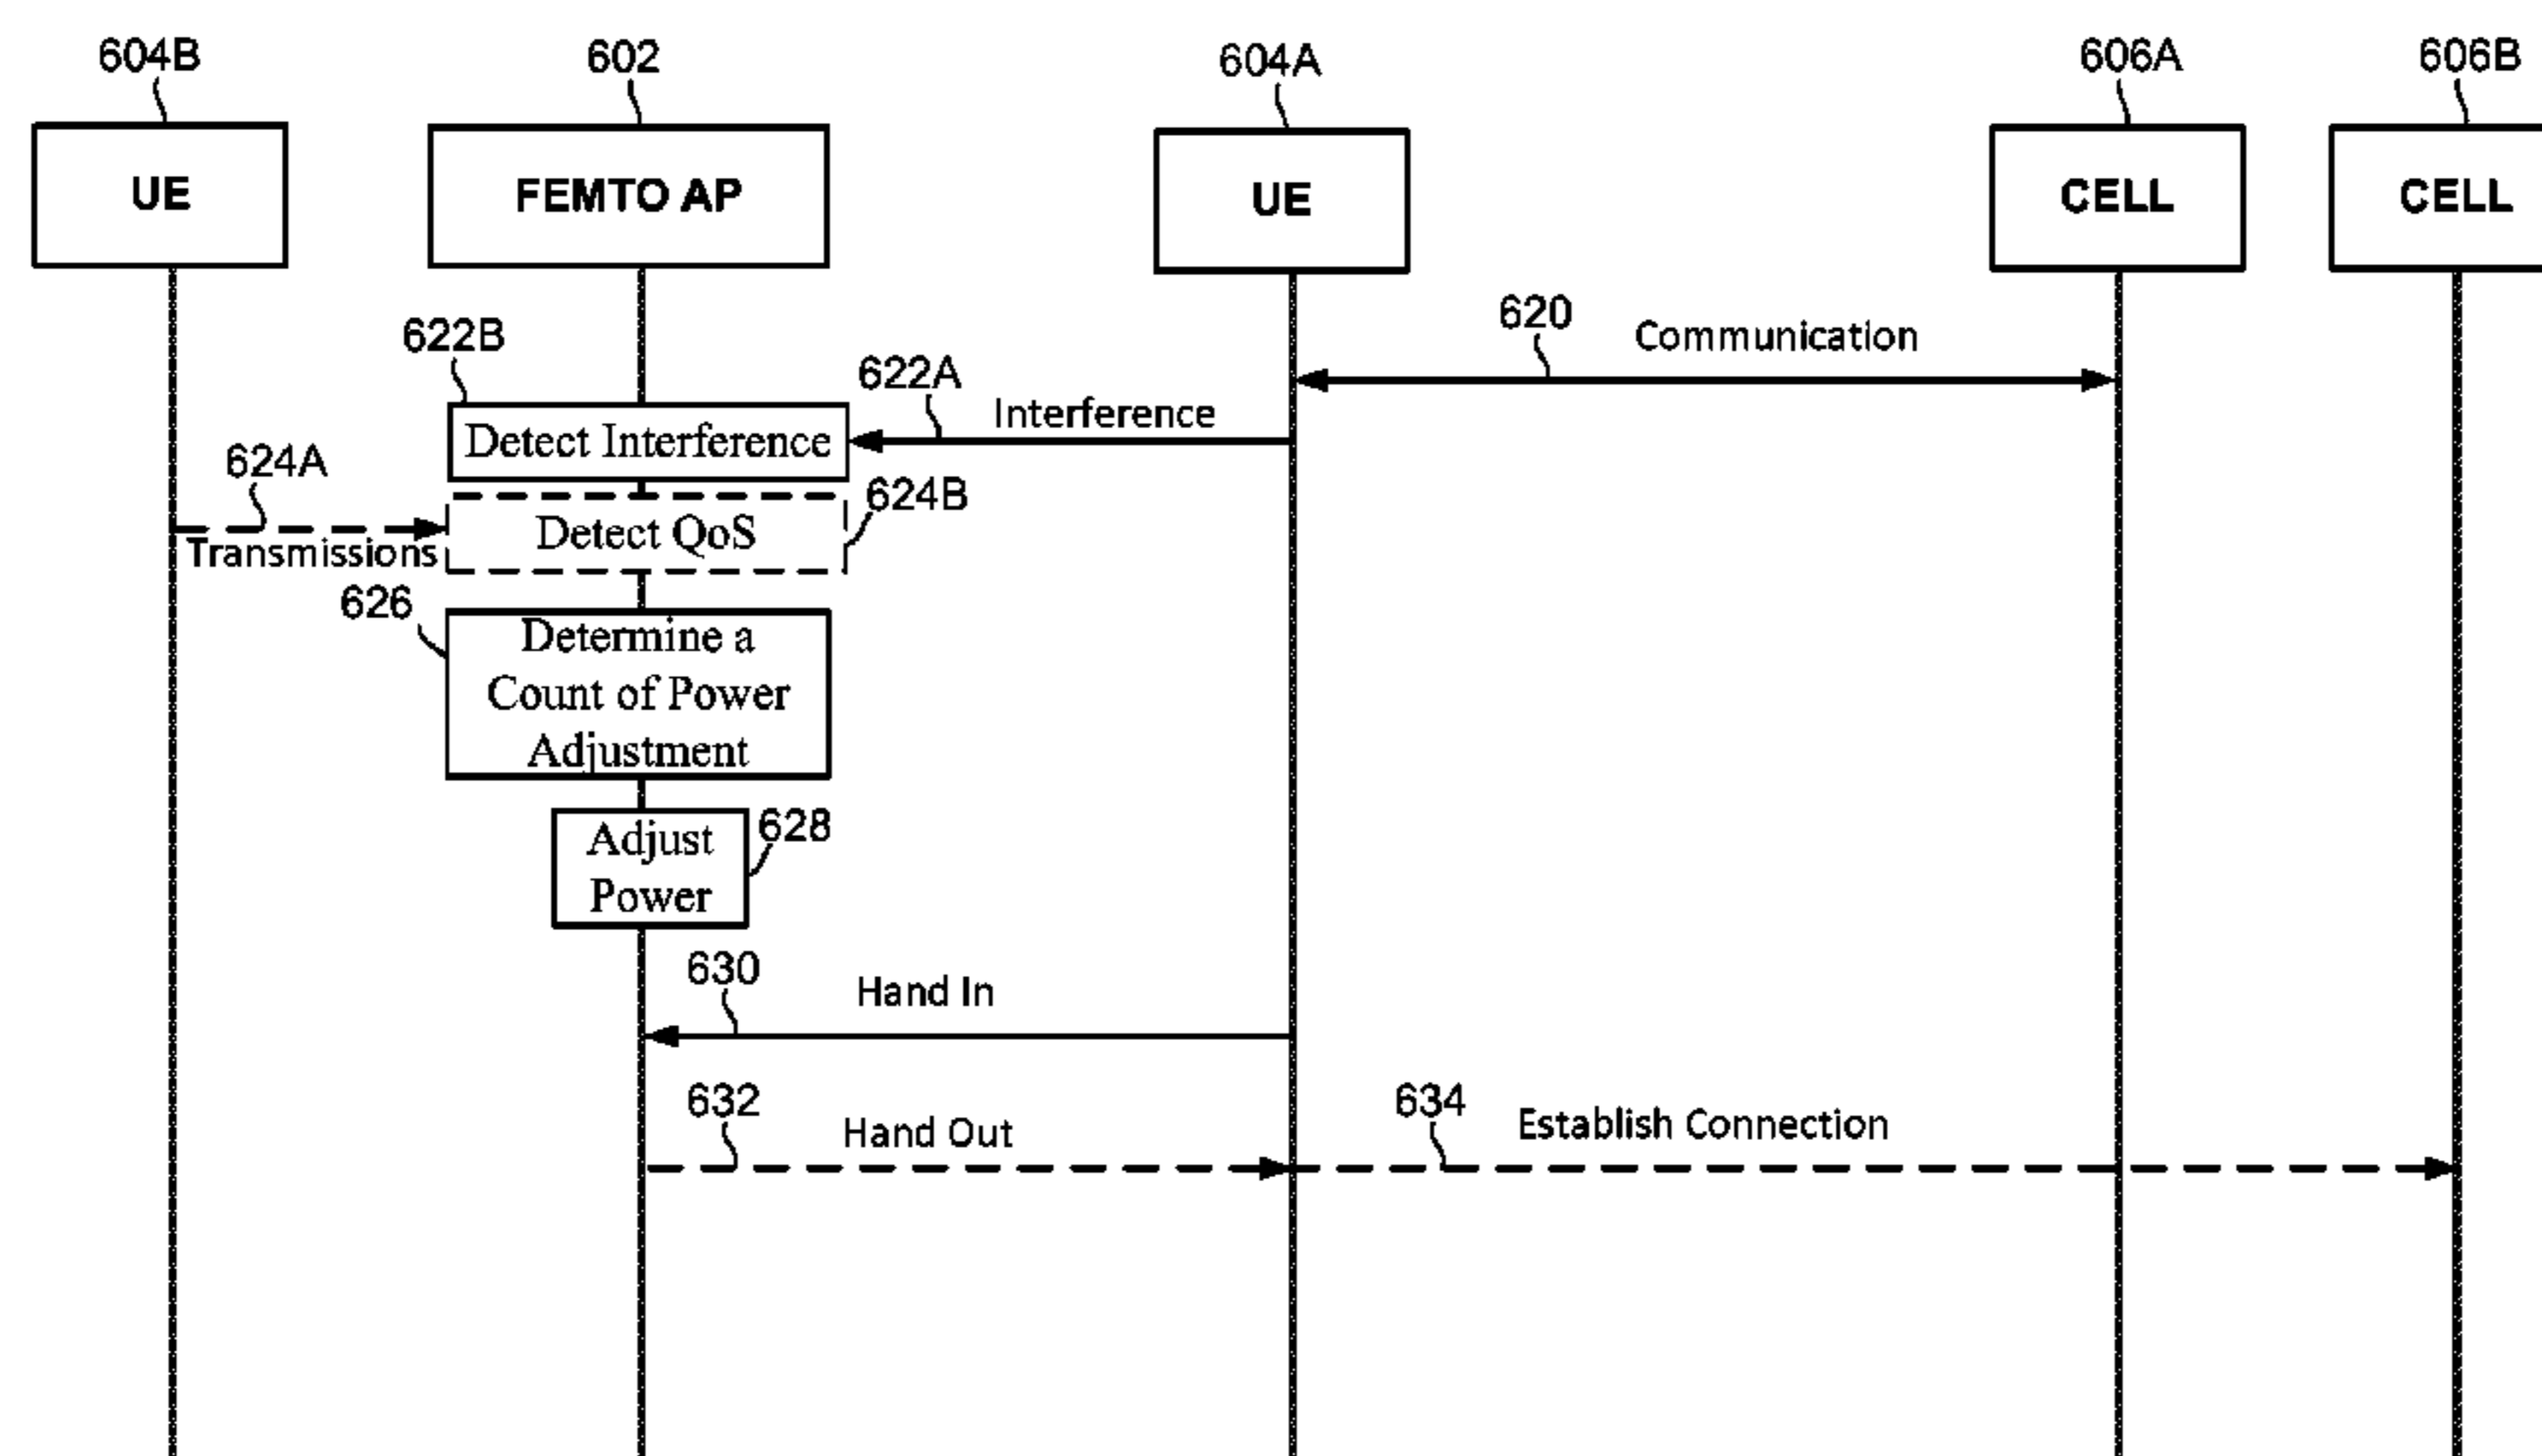 604B
602
604A
606A
606B
UE
FEMTO AP
UE
CELL
CELL
620
Communication
622B
622A
Interference
Detect Interference
624A
624B
Detect QoS
Transmissions
626
Determine a
Count of Power
Adjustment
628
Adjust
Power
630
Hand In
632
Hand Out
634
Establish Connection